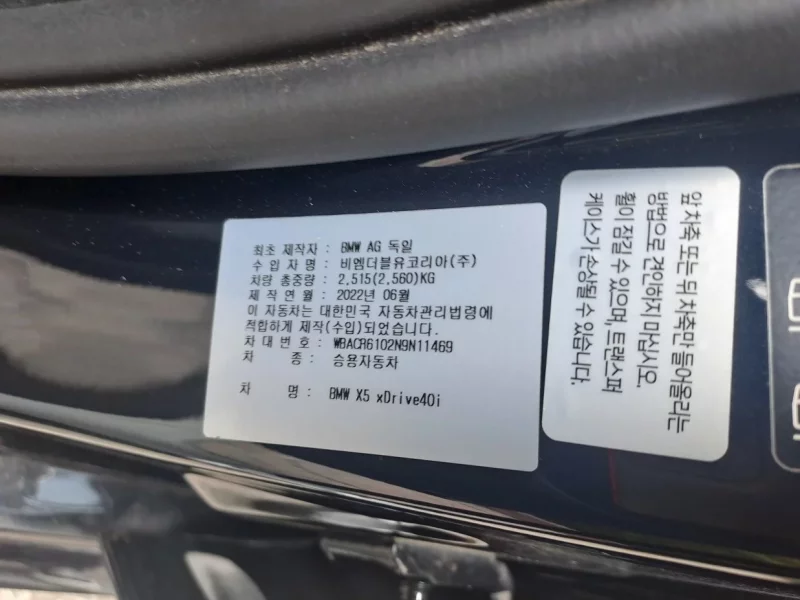 최초 제작자 : BMW AG 독일
수 입 자 명 : 비엠더블유코리아(주)
차량 총중량 : 2,515(2,560)KG
제 작 연 월 : 2022년 06월
이 자동차는 대한민국 자동차관리법령에
적합하게 제작(수입)되었습니다.
차 대 번 호 : WBACR6102N9N11469
차 종 : 승용자동차
차 명 : BMW X5 xDrive40i
앞 차축 또는 뒤 차축만 들어올리는
방법으로 견인하지 마십시오.
휠이 잠길 수 있으며, 트랜스퍼
케이스가 손상될 수 있습니다.